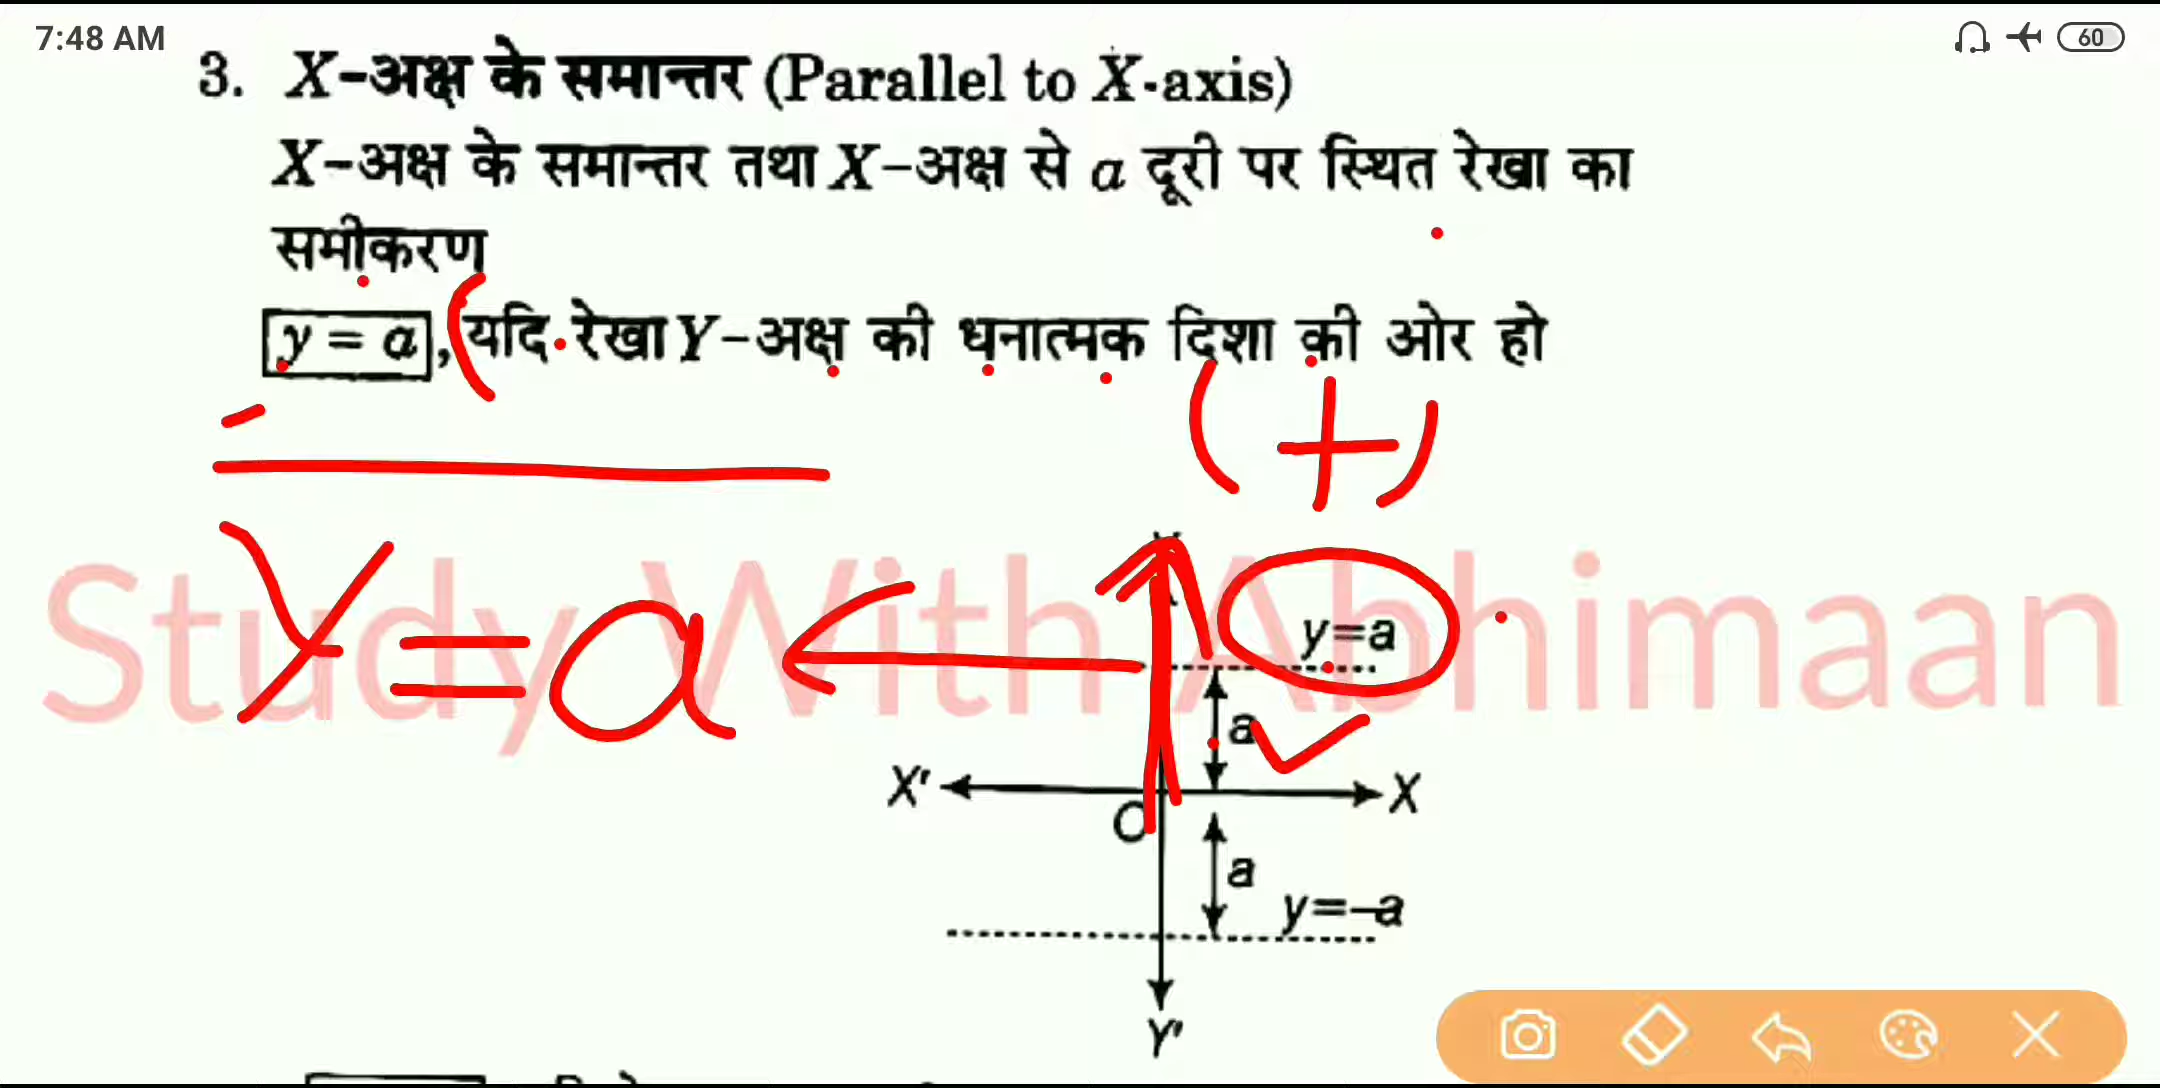 7:48 AM
60
3. X-अक्ष के समान्तर (Parallel to X-axis)
X-अक्ष के समान्तर तथा X-अक्ष से a दूरी पर स्थित रेखा का
समीकरण
y = a, यदि रेखा Y-अक्ष की धनात्मक दिशा की ओर हो
(+)
Study With Abhimaan
Y = a
y=a
a
X' X
O
a
y=-a
Y'